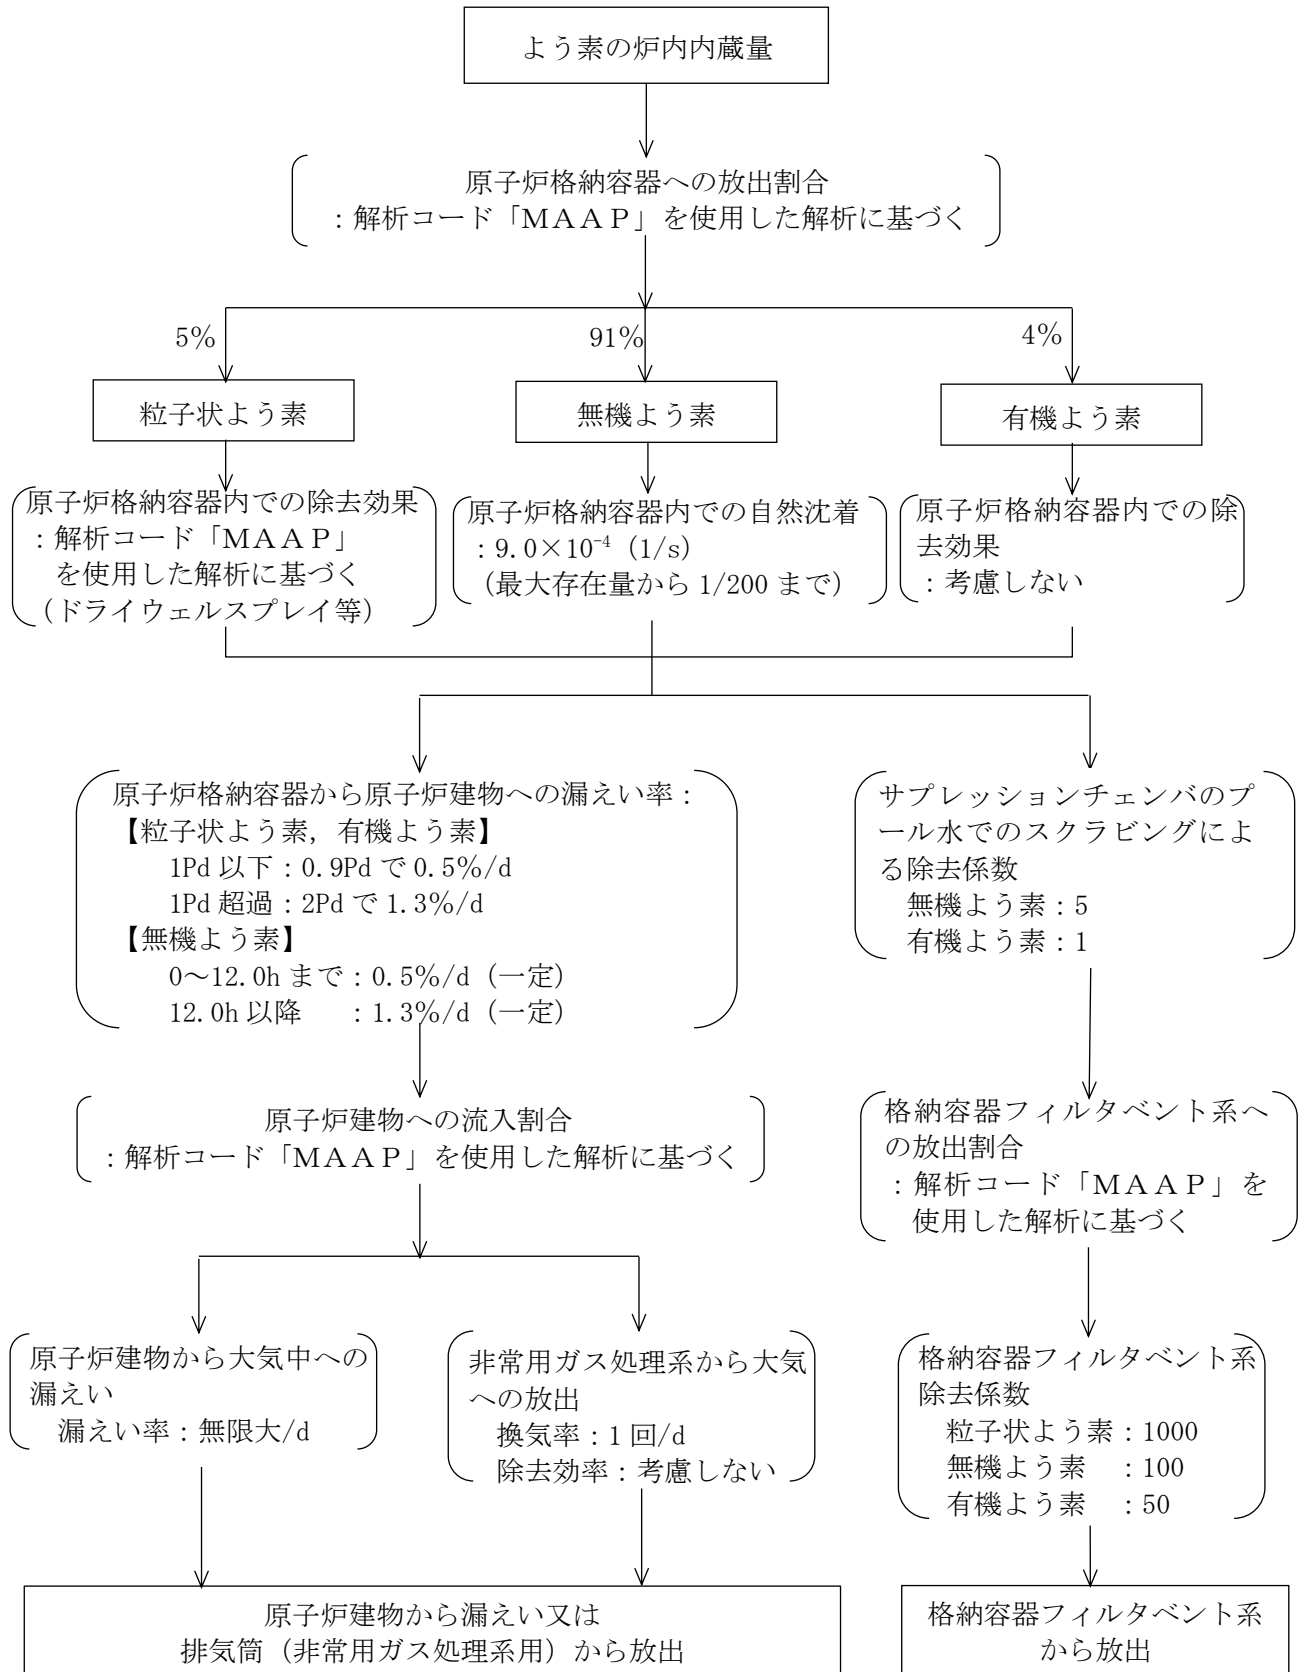 よう素の炉内内蔵量
原子炉格納容器への放出割合
：解析コード「ＭＡＡＰ」を使用した解析に基づく
5%
91%
4%
粒子状よう素
無機よう素
有機よう素
原子炉格納容器内での除去効果
：解析コード「ＭＡＡＰ」
を使用した解析に基づく
（ドライウェルスプレイ等）
原子炉格納容器内での自然沈着
：9.0×10⁻⁴（1/s）
（最大存在量から 1/200 まで）
原子炉格納容器内での除
去効果
：考慮しない
原子炉格納容器から原子炉建物への漏えい率：
【粒子状よう素，有機よう素】
1Pd 以下：0.9Pd で 0.5%/d
1Pd 超過：2Pd で 1.3%/d
【無機よう素】
0～12.0h まで：0.5%/d（一定）
12.0h 以降　：1.3%/d（一定）
サプレッションチェンバのプ
ール水でのスクラビングによ
る除去係数
無機よう素：5
有機よう素：1
原子炉建物への流入割合
：解析コード「ＭＡＡＰ」を使用した解析に基づく
格納容器フィルタベント系へ
の放出割合
：解析コード「ＭＡＡＰ」を
使用した解析に基づく
原子炉建物から大気中への
漏えい
漏えい率：無限大/d
非常用ガス処理系から大気
への放出
換気率：1 回/d
除去効率：考慮しない
格納容器フィルタベント系
除去係数
粒子状よう素：1000
無機よう素　：100
有機よう素　：50
原子炉建物から漏えい又は
排気筒（非常用ガス処理系用）から放出
格納容器フィルタベント系
から放出